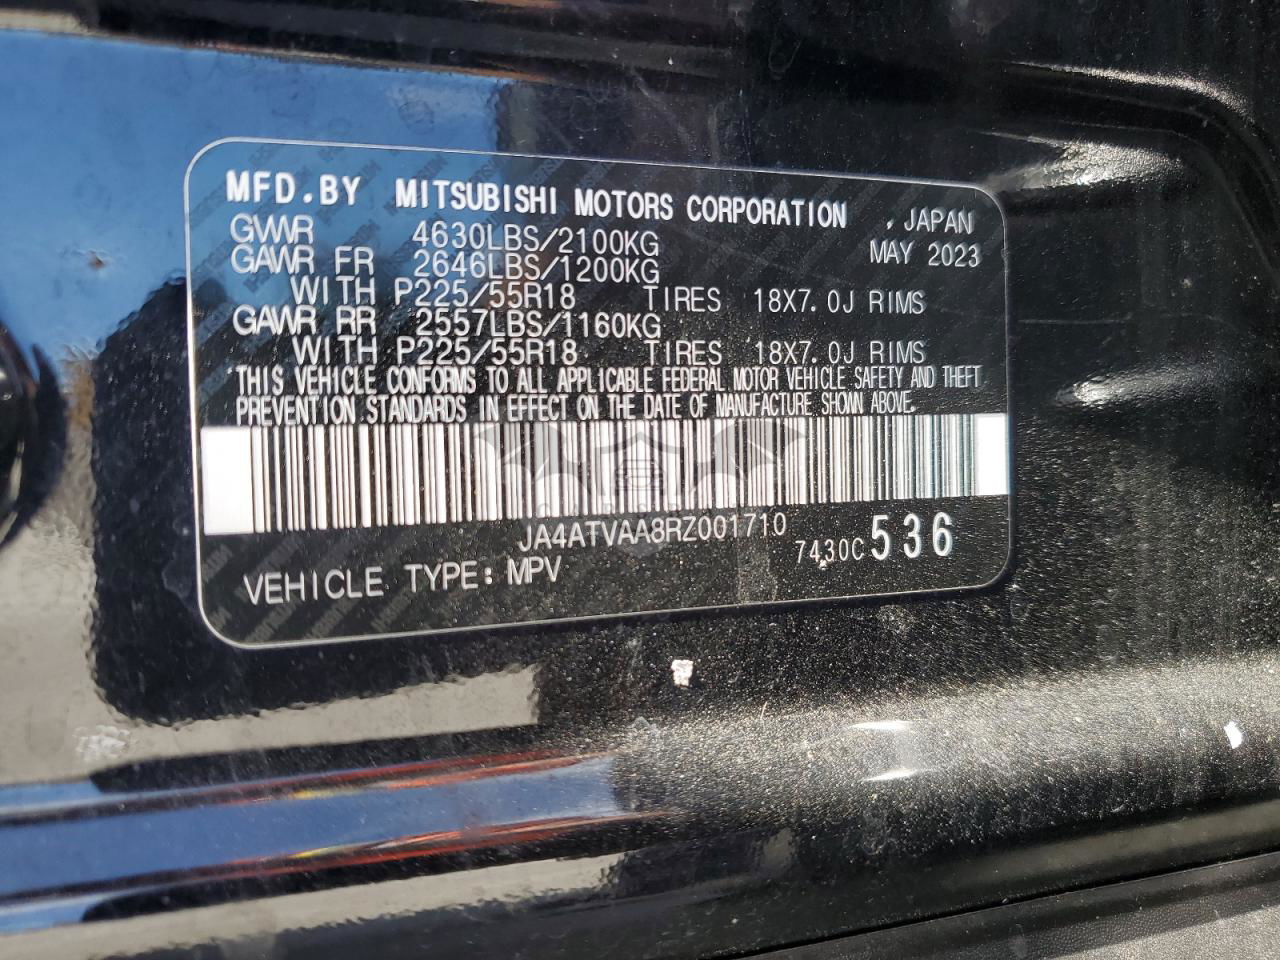 MFD.BY MITSUBISHI MOTORS CORPORATION , JAPAN
GVWR 4630LBS/2100KG MAY 2023
GAWR FR 2646LBS/1200KG
WITH P225/55R18 TIRES 18X7.0J RIMS
GAWR RR 2557LBS/1160KG
WITH P225/55R18 TIRES 18X7.0J RIMS
THIS VEHICLE CONFORMS TO ALL APPLICABLE FEDERAL MOTOR VEHICLE SAFETY AND THEFT
PREVENTION STANDARDS IN EFFECT ON THE DATE OF MANUFACTURE SHOWN ABOVE.
JA4ATVAA8RZ001710 7430C 536
VEHICLE TYPE: MPV